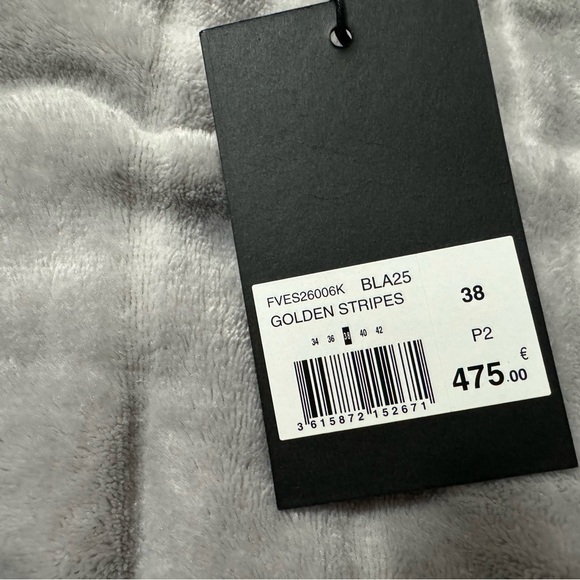 FVES26006K BLA25
GOLDEN STRIPES
38
34 36 38 40 42
P2
€
475.00
3 615872 152671